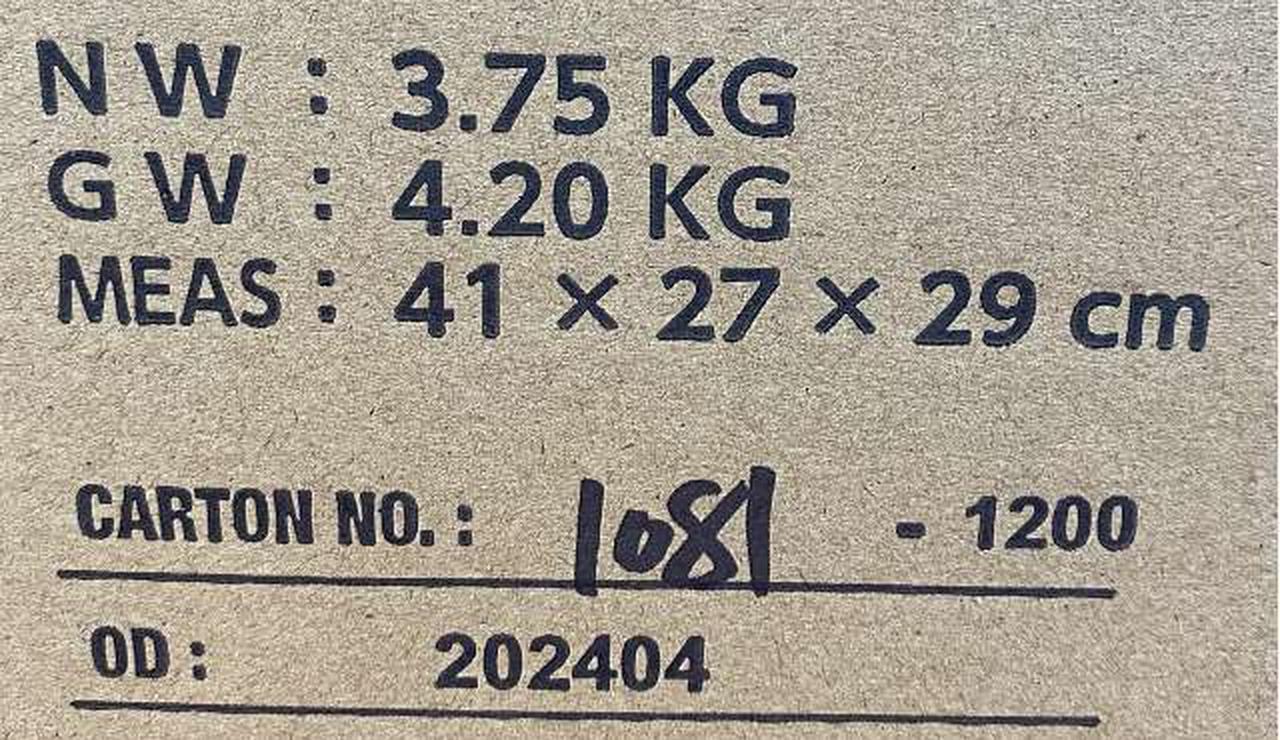 N W : 3.75 KG
G W : 4.20 KG
MEAS : 41 × 27 × 29 cm
CARTON NO. : 1081 - 1200
OD : 202404